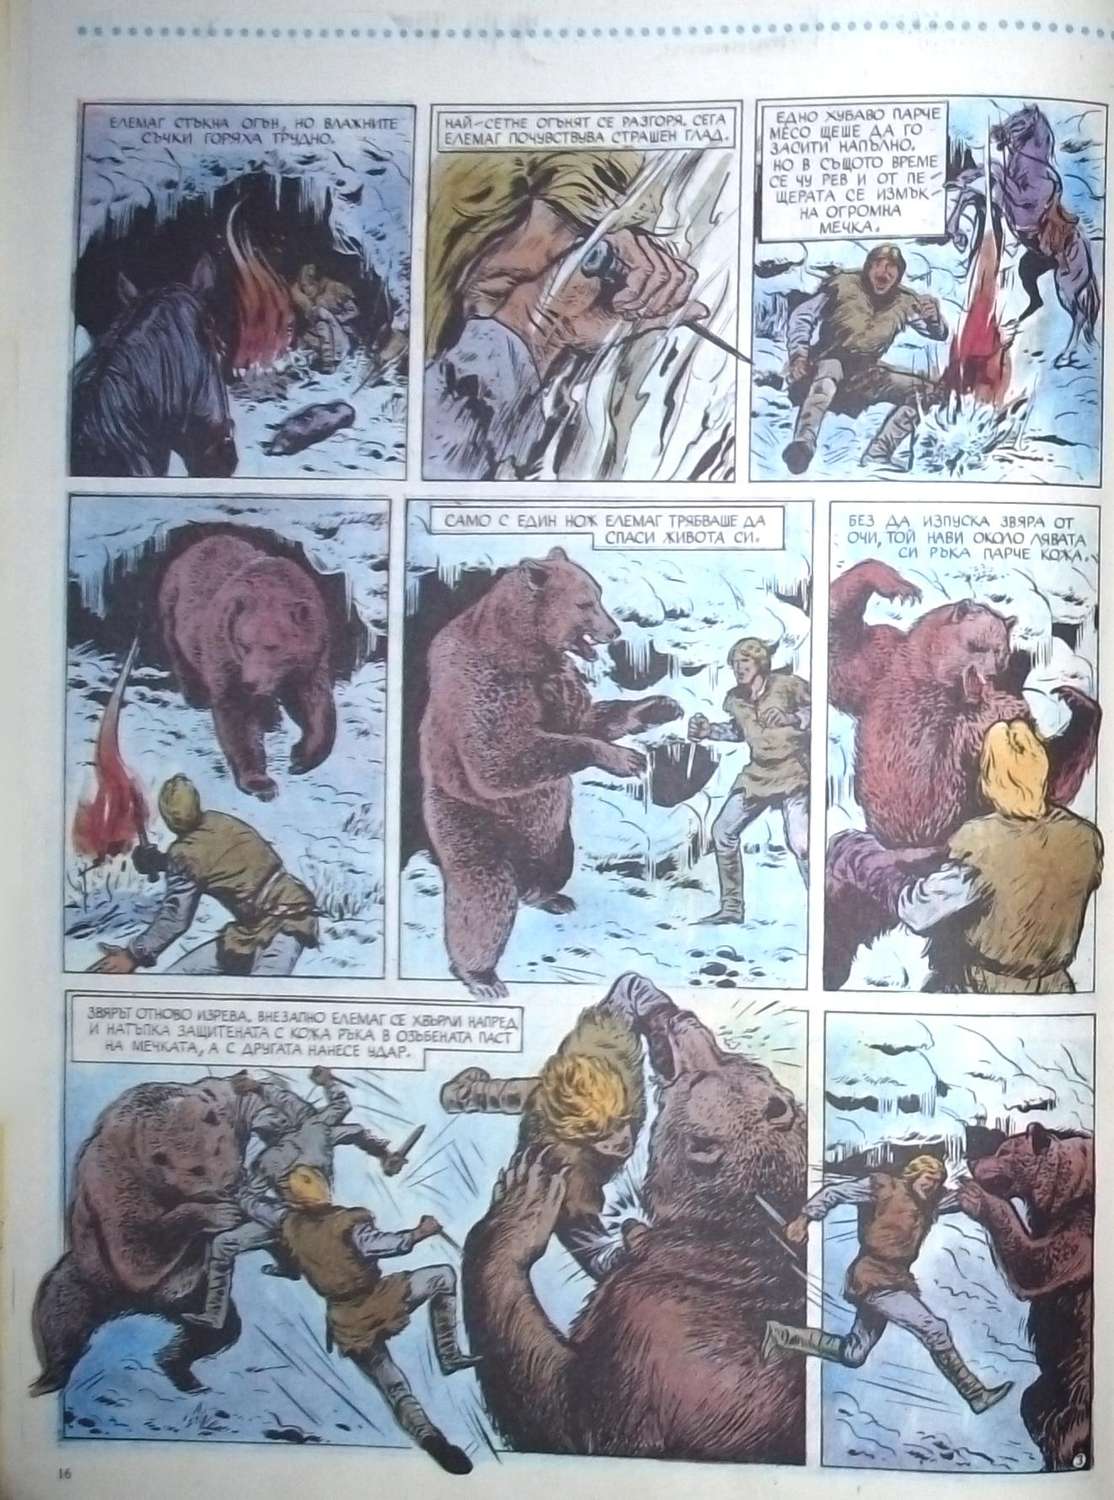 ЕЛЕМАГ СТЪКНА ОГЪН, НО ВЛАЖНИТЕ
СЪЧКИ ГОРЯХА ТРУДНО.
НАЙ-СЕТНЕ ОГЪНЯТ СЕ РАЗГОРЯ. СЕГА
ЕЛЕМАГ ПОЧУВСТВУВА СТРАШЕН ГЛАД.
ЕДНО ХУБАВО ПАРЧЕ
МЕСО ЩЕШЕ ДА ГО
ЗАСИТИ НАПЪЛНО.
НО В СЪЩОТО ВРЕМЕ
СЕ ЧУ РЕВ И ОТ ПЕ-
ЩЕРАТА СЕ ИЗМЪК-
НА ОГРОМНА
МЕЧКА.
САМО С ЕДИН НОЖ ЕЛЕМАГ ТРЯБВАШЕ ДА
СПАСИ ЖИВОТА СИ.
БЕЗ ДА ИЗПУСКА ЗВЯРА ОТ
ОЧИ, ТОЙ НАВИ ОКОЛО ЛЯВАТА
СИ РЪКА ПАРЧЕ КОЖА.
ЗВЯРЪТ ОТНОВО ИЗРЕВА. ВНЕЗАПНО ЕЛЕМАГ СЕ ХВЪРЛИ НАПРЕД
И НАТЪПКА ЗАЩИТЕНАТА С КОЖА РЪКА В ОЗЪБЕНАТА ПАСТ
НА МЕЧКАТА, А С ДРУГАТА НАНЕСЕ УДАР.
3
16